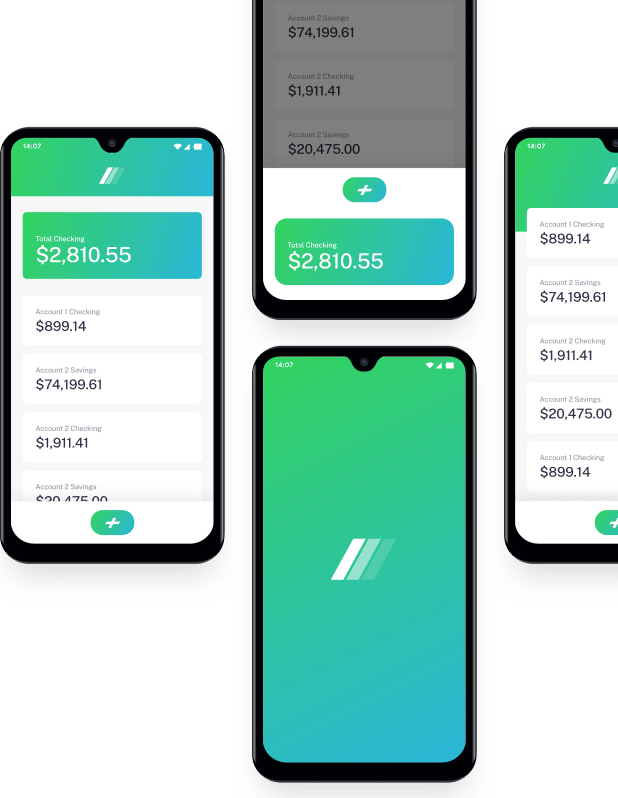 14:07
Total Checking
$2,810.55
Account 1 Checking
$899.14
Account 2 Savings
$74,199.61
Account 2 Checking
$1,911.41
Account 2 Savings
$20,475.00
Account 2 Savings
$74,199.61
Account 2 Checking
$1,911.41
Account 2 Savings
$20,475.00
Total Checking
$2,810.55
14:07
14:07
Account 1 Checking
$899.14
Account 2 Savings
$74,199.61
Account 2 Checking
$1,911.41
Account 2 Savings
$20,475.00
Account 1 Checking
$899.14